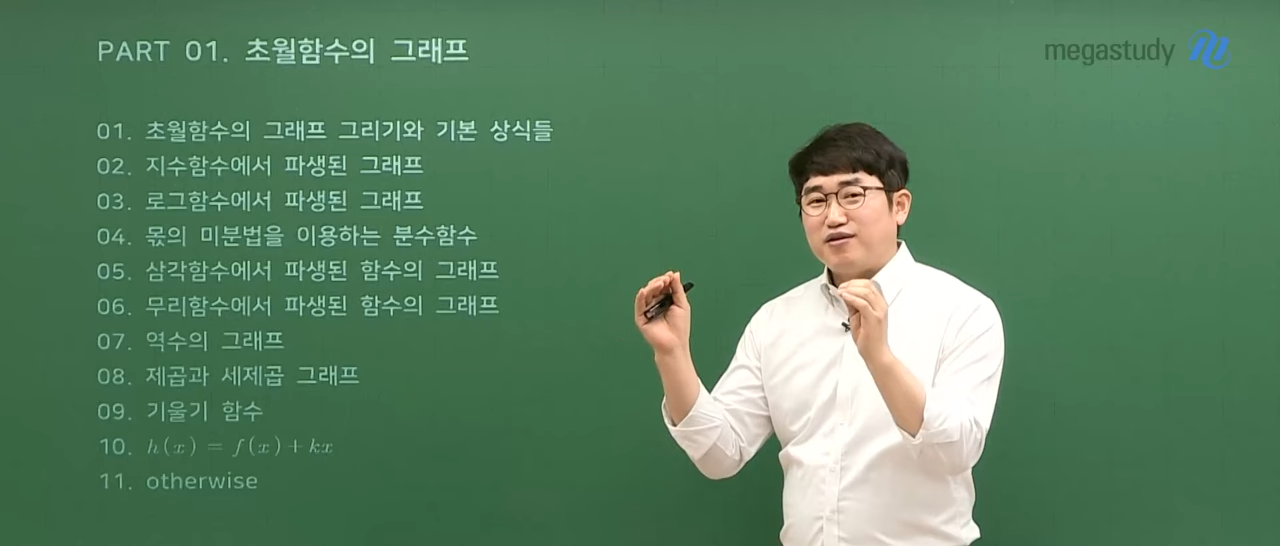 PART 01. 초월함수의 그래프
megastudy
01. 초월함수의 그래프 그리기와 기본 상식들
02. 지수함수에서 파생된 그래프
03. 로그함수에서 파생된 그래프
04. 몫의 미분법을 이용하는 분수함수
05. 삼각함수에서 파생된 함수의 그래프
06. 무리함수에서 파생된 함수의 그래프
07. 역수의 그래프
08. 제곱과 세제곱 그래프
09. 기울기 함수
10. h(x) = f(x) + kx
11. otherwise